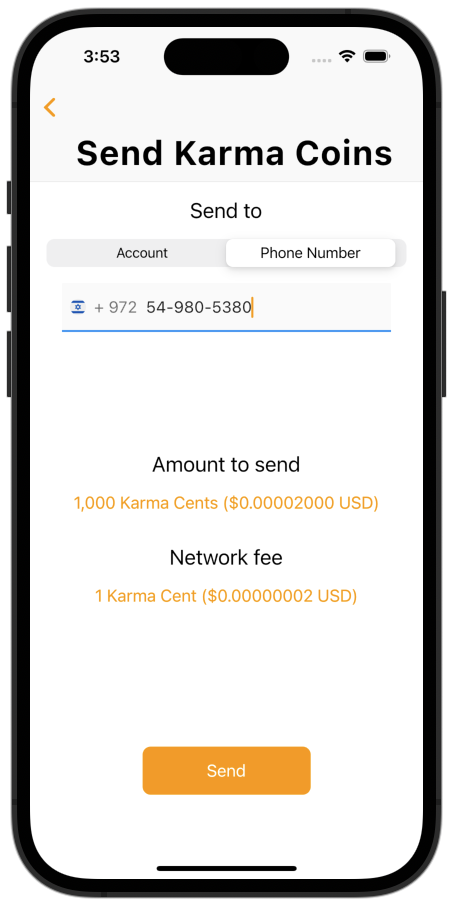 3:53
Send Karma Coins
Send to
Account Phone Number
+ 972 54-980-5380
Amount to send
1,000 Karma Cents ($0.00002000 USD)
Network fee
1 Karma Cent ($0.00000002 USD)
Send